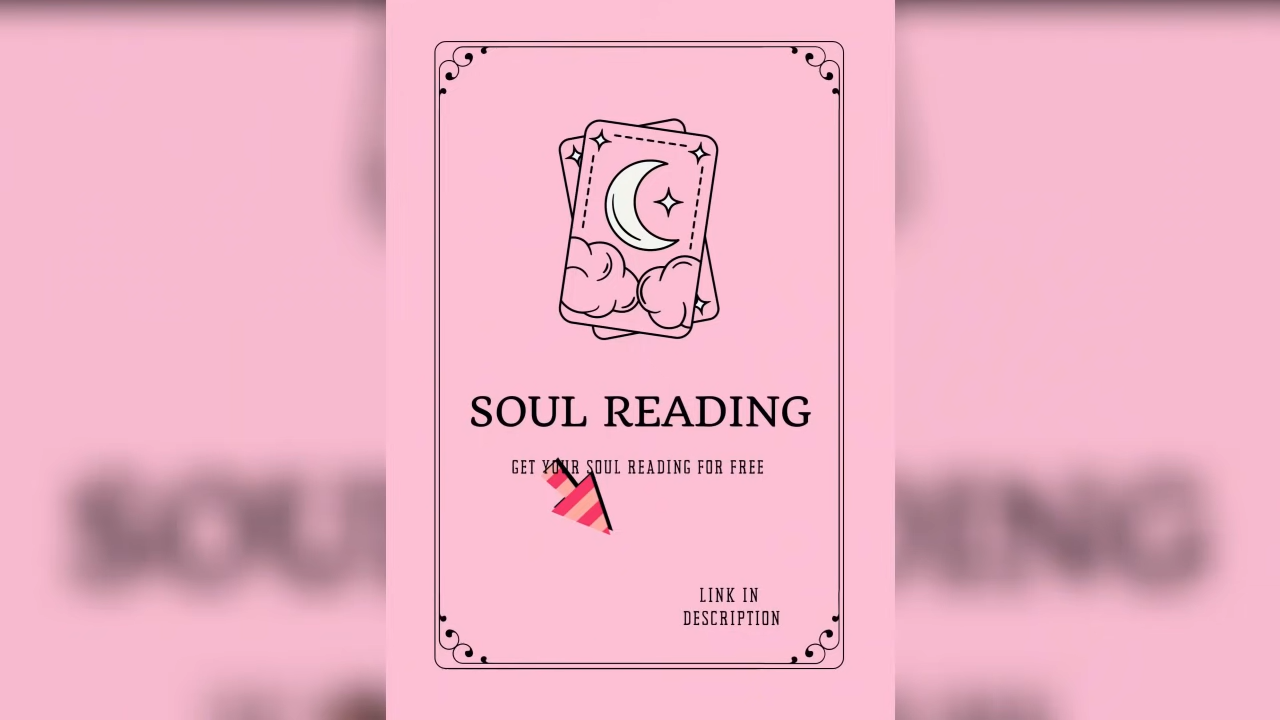 SOUL READING
GET YOUR SOUL READING FOR FREE
LINK IN
DESCRIPTION